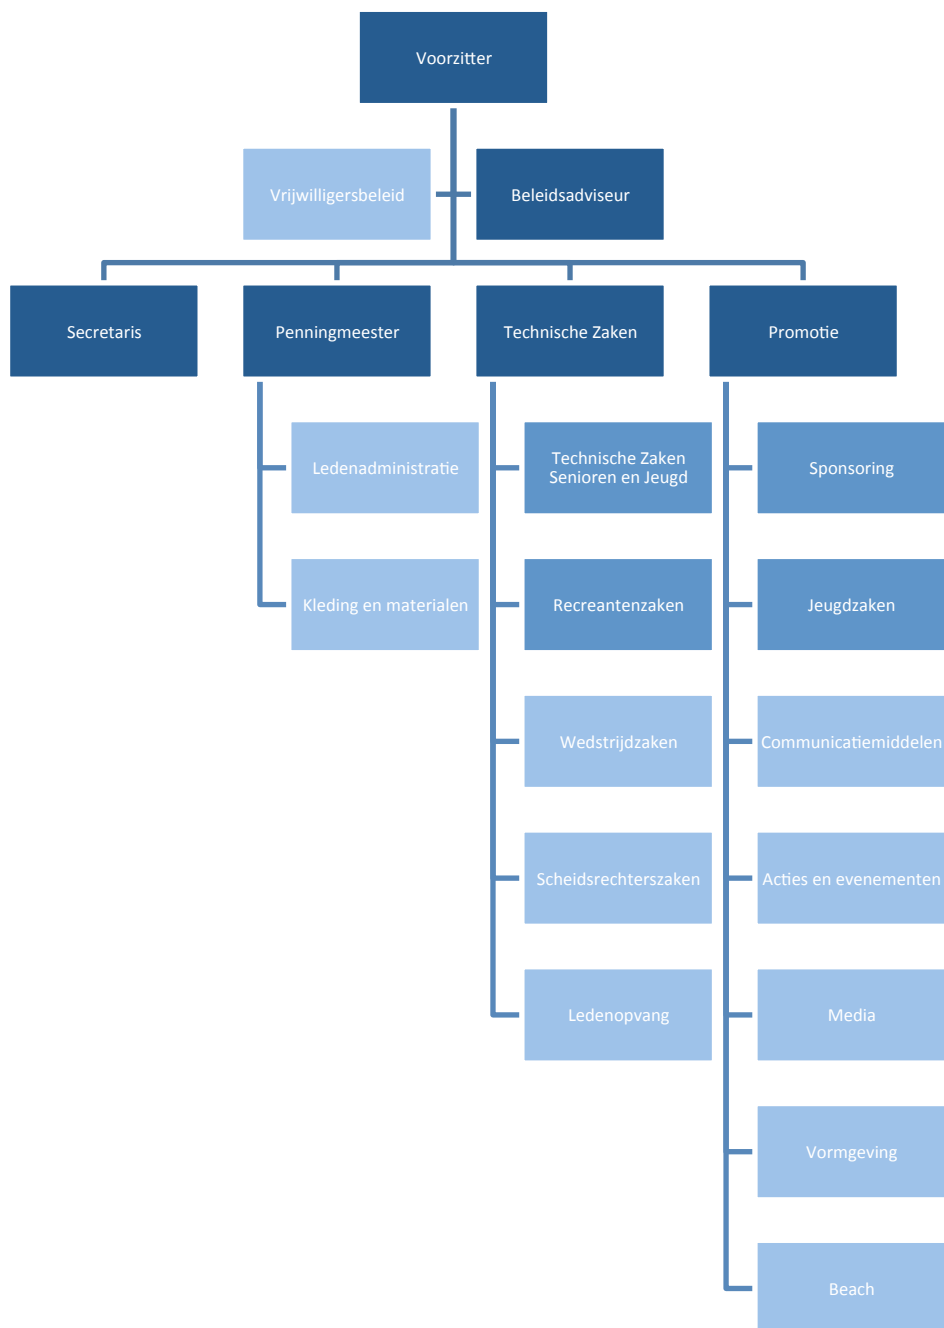 Voorzitter
Vrijwilligersbeleid
Beleidsadviseur
Secretaris
Penningmeester
Technische Zaken
Promotie
Ledenadministratie
Technische Zaken
Senioren en Jeugd
Sponsoring
Kleding en materialen
Recreantenzaken
Jeugdzaken
Wedstrijdzaken
Communicatiemiddelen
Scheidsrechterszaken
Acties en evenementen
Ledenopvang
Media
Vormgeving
Beach